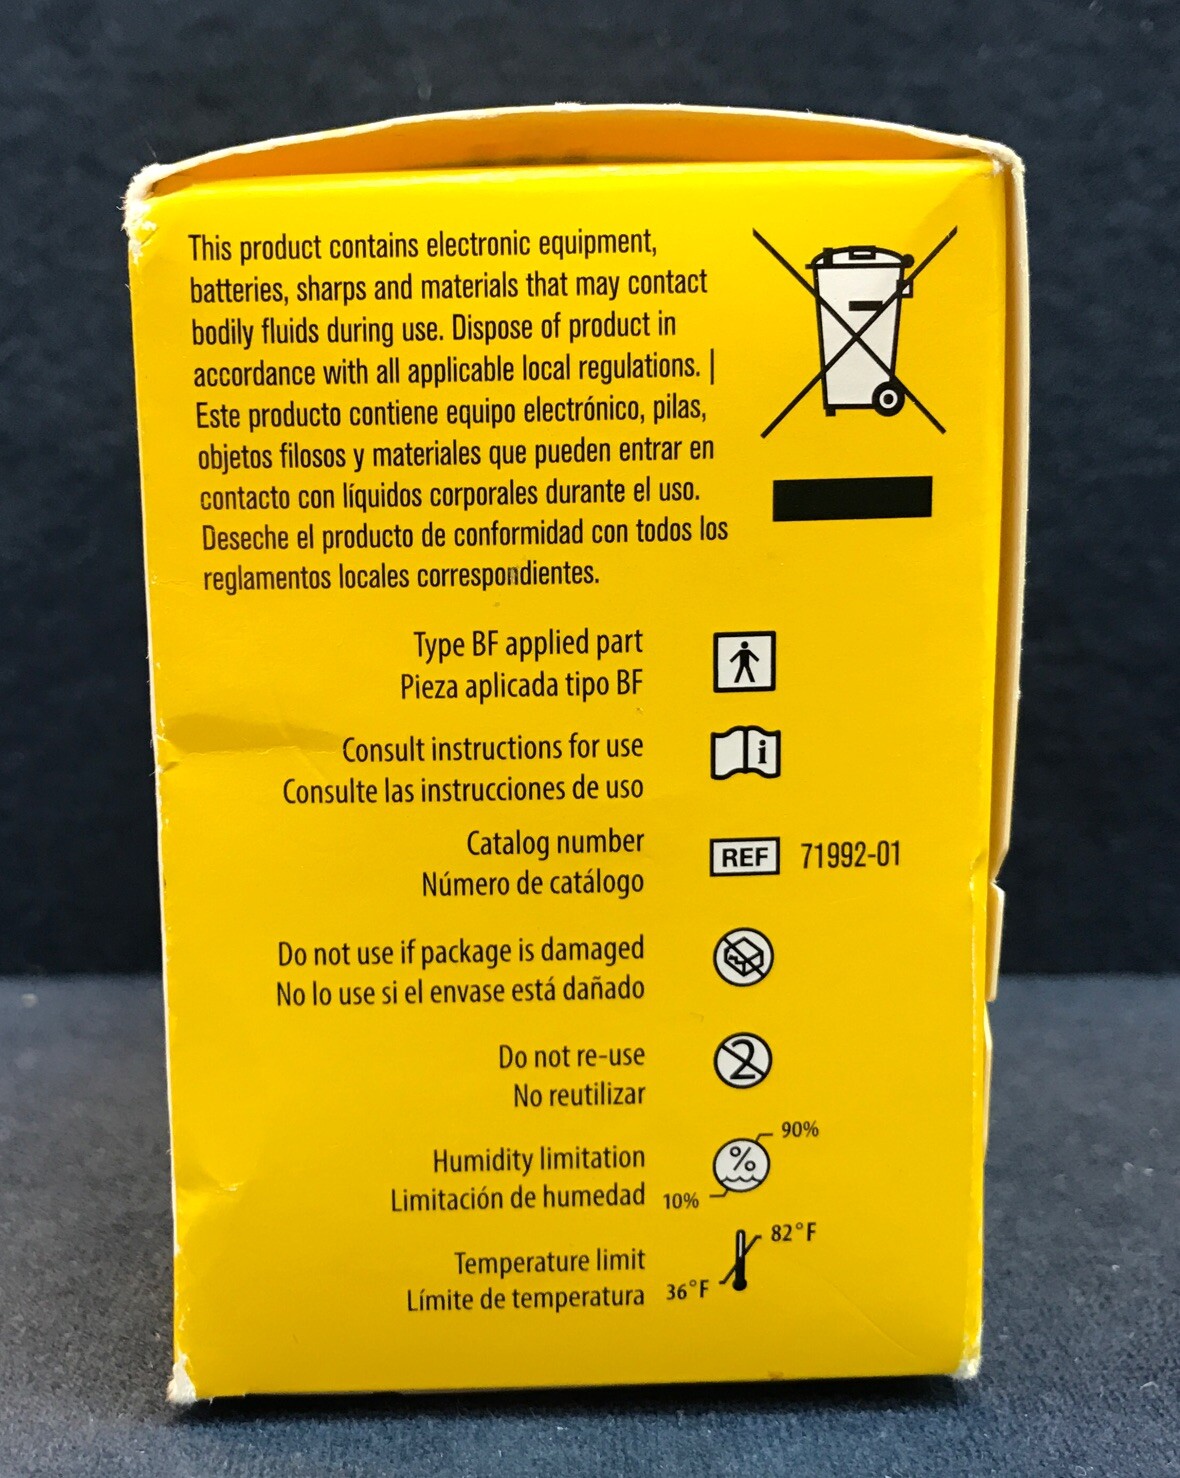 This product contains electronic equipment,
batteries, sharps and materials that may contact
bodily fluids during use. Dispose of product in
accordance with all applicable local regulations. |
Este producto contiene equipo electrónico, pilas,
objetos filosos y materiales que pueden entrar en
contacto con líquidos corporales durante el uso.
Deseche el producto de conformidad con todos los
reglamentos locales correspondientes.
Type BF applied part
Pieza aplicada tipo BF
Consult instructions for use
Consulte las instrucciones de uso
i
Catalog number
Número de catálogo
REF 71992-01
Do not use if package is damaged
No lo use si el envase está dañado
Do not re-use
No reutilizar
2
Humidity limitation
Limitación de humedad
90%
%
10%
Temperature limit
Límite de temperatura
82°F
36°F